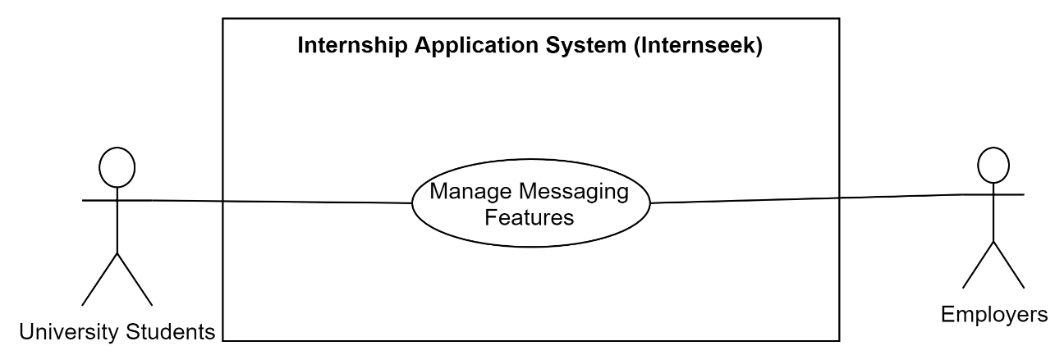 Internship Application System (Internseek)
Manage Messaging
Features
University Students
Employers